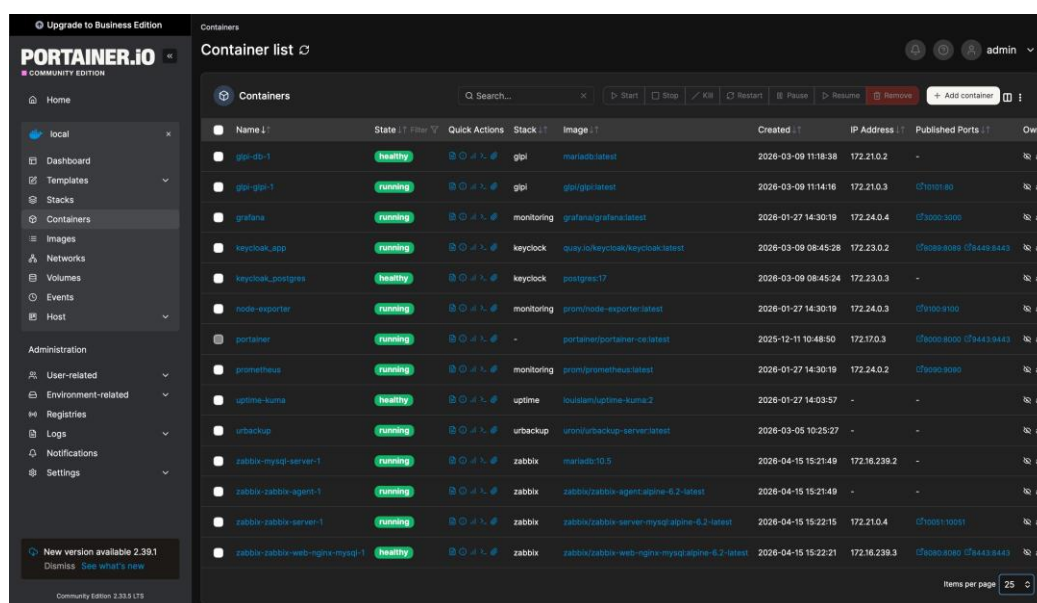 Upgrade to Business Edition
PORTAINER.iO
COMMUNITY EDITION
Home
local
Dashboard
Templates
Stacks
Containers
Images
Networks
Volumes
Events
Host
Administration
User-related
Environment-related
Registries
Logs
Notifications
Settings
New version available 2.39.1
Dismiss See what's new
Community Edition 2.33.5 LTS
Containers
Container list
admin
Containers Search... Start Stop Kill Restart Pause Resume Remove + Add container
Name State Filter Quick Actions Stack Image Created IP Address Published Ports Ow
glpi-db-1 healthy glpi mariadb:latest 2026-03-09 11:18:38 172.21.0.2 -
glpi-glpi-1 running glpi glpi/glpi:latest 2026-03-09 11:14:16 172.21.0.3 10101:80
grafana running monitoring grafana/grafana:latest 2026-01-27 14:30:19 172.24.0.4 3000:3000
keycloak_app running keyclock quay.io/keycloak/keycloak:latest 2026-03-09 08:45:28 172.23.0.2 8089:8089 8449:8443
keycloak_postgres healthy keyclock postgres:17 2026-03-09 08:45:24 172.23.0.3 -
node-exporter running monitoring prom/node-exporter:latest 2026-01-27 14:30:19 172.24.0.3 9100:9100
portainer running - portainer/portainer-ce:latest 2025-12-11 10:48:50 172.17.0.3 8000:8000 9443:9443
prometheus running monitoring prom/prometheus:latest 2026-01-27 14:30:19 172.24.0.2 9090:9090
uptime-kuma healthy uptime louislam/uptime-kuma:2 2026-01-27 14:03:57 - -
urbackup running urbackup uroni/urbackup-server:latest 2026-03-05 10:25:27 - -
zabbix-mysql-server-1 running zabbix mariadb:10.5 2026-04-15 15:21:49 172.16.239.2 -
zabbix-zabbix-agent-1 running zabbix zabbix/zabbix-agent:alpine-6.2-latest 2026-04-15 15:21:49 - -
zabbix-zabbix-server-1 running zabbix zabbix/zabbix-server-mysql:alpine-6.2-latest 2026-04-15 15:22:15 172.21.0.4 10051:10051
zabbix-zabbix-web-nginx-mysql-1 healthy zabbix zabbix/zabbix-web-nginx-mysql:alpine-6.2-latest 2026-04-15 15:22:21 172.16.239.3 8080:8080 8443:8443
Items per page 25